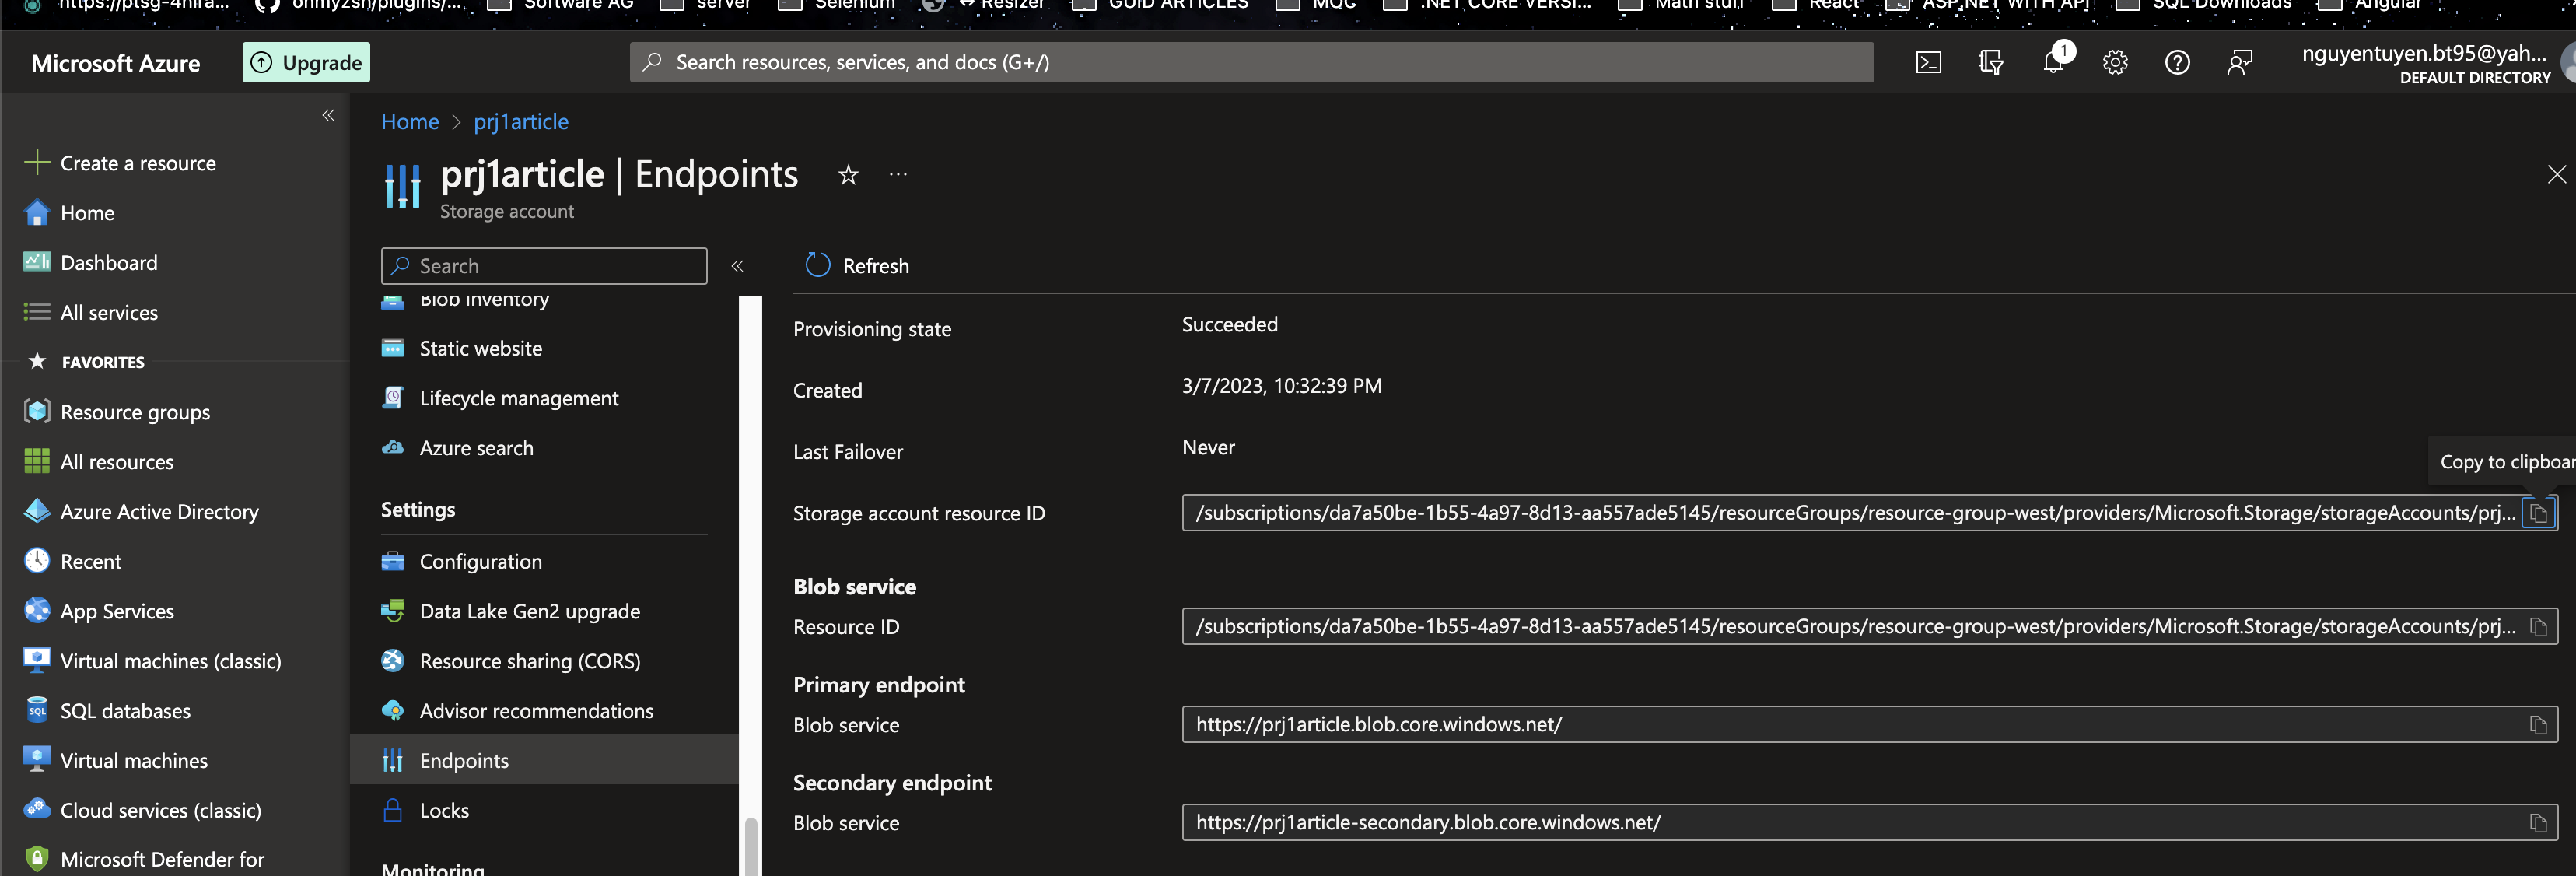 https://ptsg-4nira...
ohmyzsh/plugins/...
Software AG
server
Selenium
Resizer
GUID ARTICLES
MQC
.NET CORE VERSI...
Math stuff
React
ASP.NET WITH API
SQL Downloads
Angular
Microsoft Azure
Upgrade
Search resources, services, and docs (G+/)
1
nguyentuyen.bt95@yah...
DEFAULT DIRECTORY
«
Create a resource
Home
Dashboard
All services
FAVORITES
Resource groups
All resources
Azure Active Directory
Recent
App Services
Virtual machines (classic)
SQL databases
Virtual machines
Cloud services (classic)
Microsoft Defender for
Home > prj1article
prj1article | Endpoints
Storage account
Search
«
Blob inventory
Static website
Lifecycle management
Azure search
Settings
Configuration
Data Lake Gen2 upgrade
Resource sharing (CORS)
Advisor recommendations
Endpoints
Locks
Monitoring
Refresh
Provisioning state
Succeeded
Created
3/7/2023, 10:32:39 PM
Last Failover
Never
Copy to clipboar
Storage account resource ID
/subscriptions/da7a50be-1b55-4a97-8d13-aa557ade5145/resourceGroups/resource-group-west/providers/Microsoft.Storage/storageAccounts/prj...
Blob service
Resource ID
/subscriptions/da7a50be-1b55-4a97-8d13-aa557ade5145/resourceGroups/resource-group-west/providers/Microsoft.Storage/storageAccounts/prj...
Primary endpoint
Blob service
https://prj1article.blob.core.windows.net/
Secondary endpoint
Blob service
https://prj1article-secondary.blob.core.windows.net/